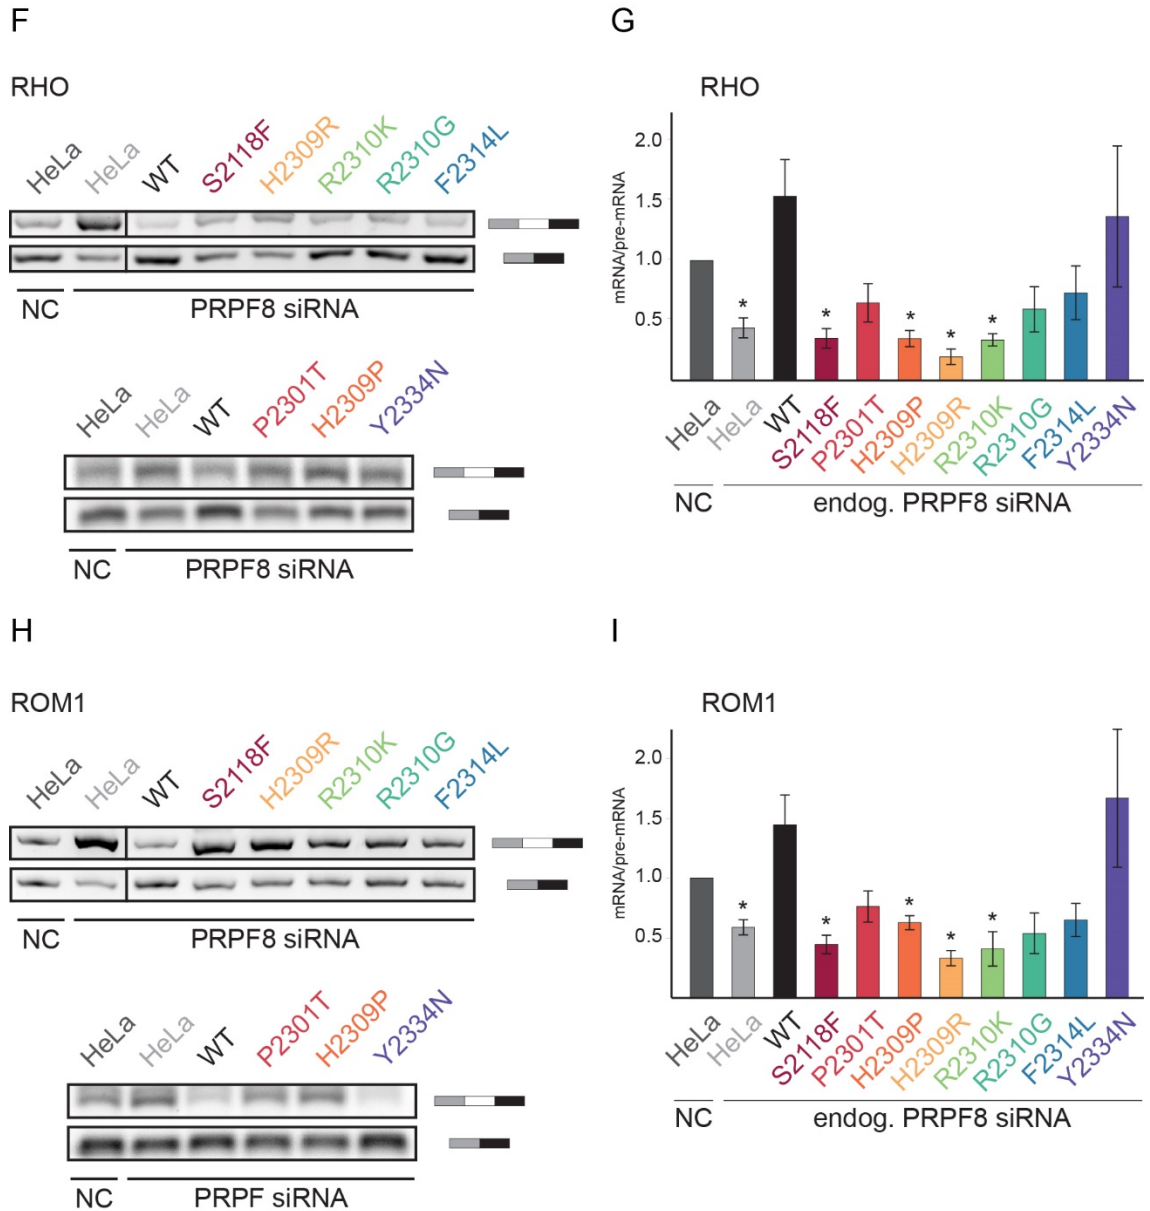 F
RHO
HeLa HeLa WT S2118F H2309R R2310K R2310G F2314L
NC PRPF8 siRNA
HeLa HeLa WT P2301T H2309P Y2334N
NC PRPF8 siRNA
G
RHO
mRNA/pre-mRNA
2.0
1.5
1.0
0.5
* * * * *
HeLa HeLa WT S2118F P2301T H2309P H2309R R2310K R2310G F2314L Y2334N
NC endog. PRPF8 siRNA
H
ROM1
HeLa HeLa WT S2118F H2309R R2310K R2310G F2314L
NC PRPF8 siRNA
HeLa HeLa WT P2301T H2309P Y2334N
NC PRPF siRNA
I
ROM1
mRNA/pre-mRNA
2.0
1.5
1.0
0.5
* * * * *
HeLa HeLa WT S2118F P2301T H2309P H2309R R2310K R2310G F2314L Y2334N
NC endog. PRPF8 siRNA